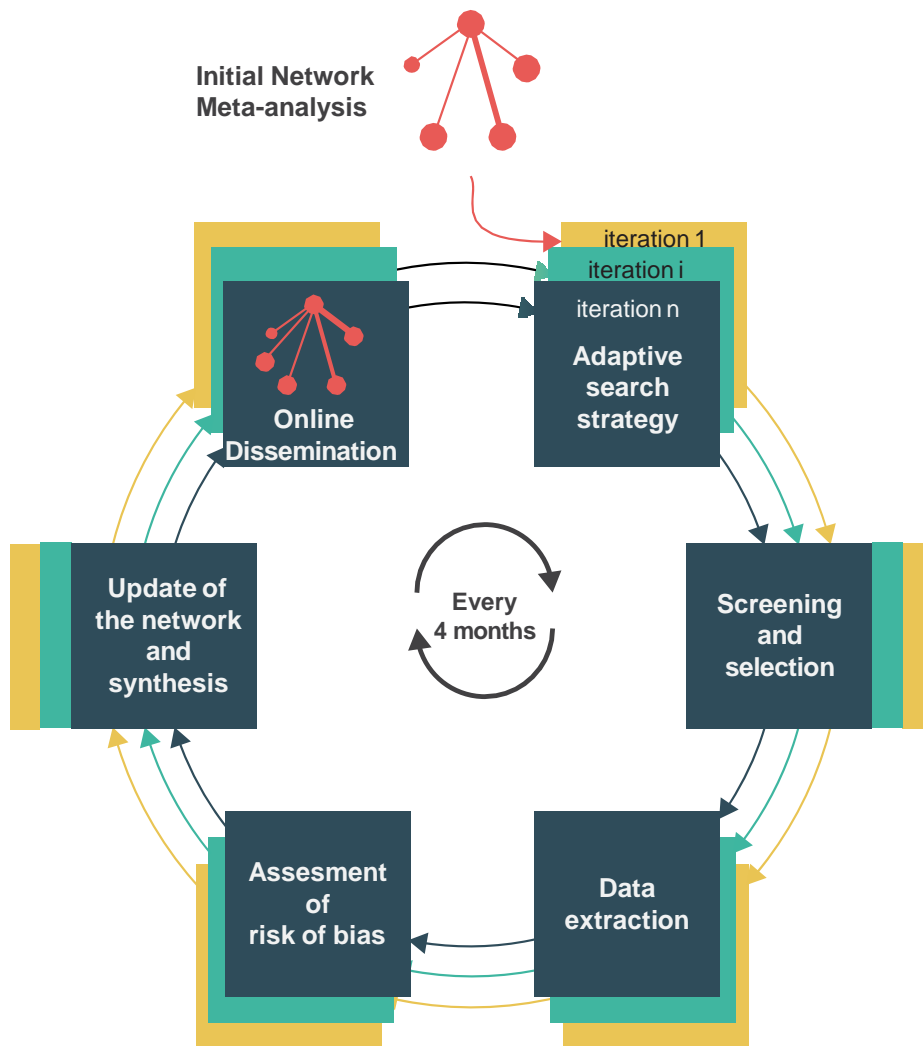 Initial Network
Meta-analysis
iteration 1
iteration i
iteration n
Adaptive
search
strategy
Online
Dissemination
Update of
the network
and
synthesis
Every
4 months
Screening
and
selection
Assesment
of
risk of bias
Data
extraction